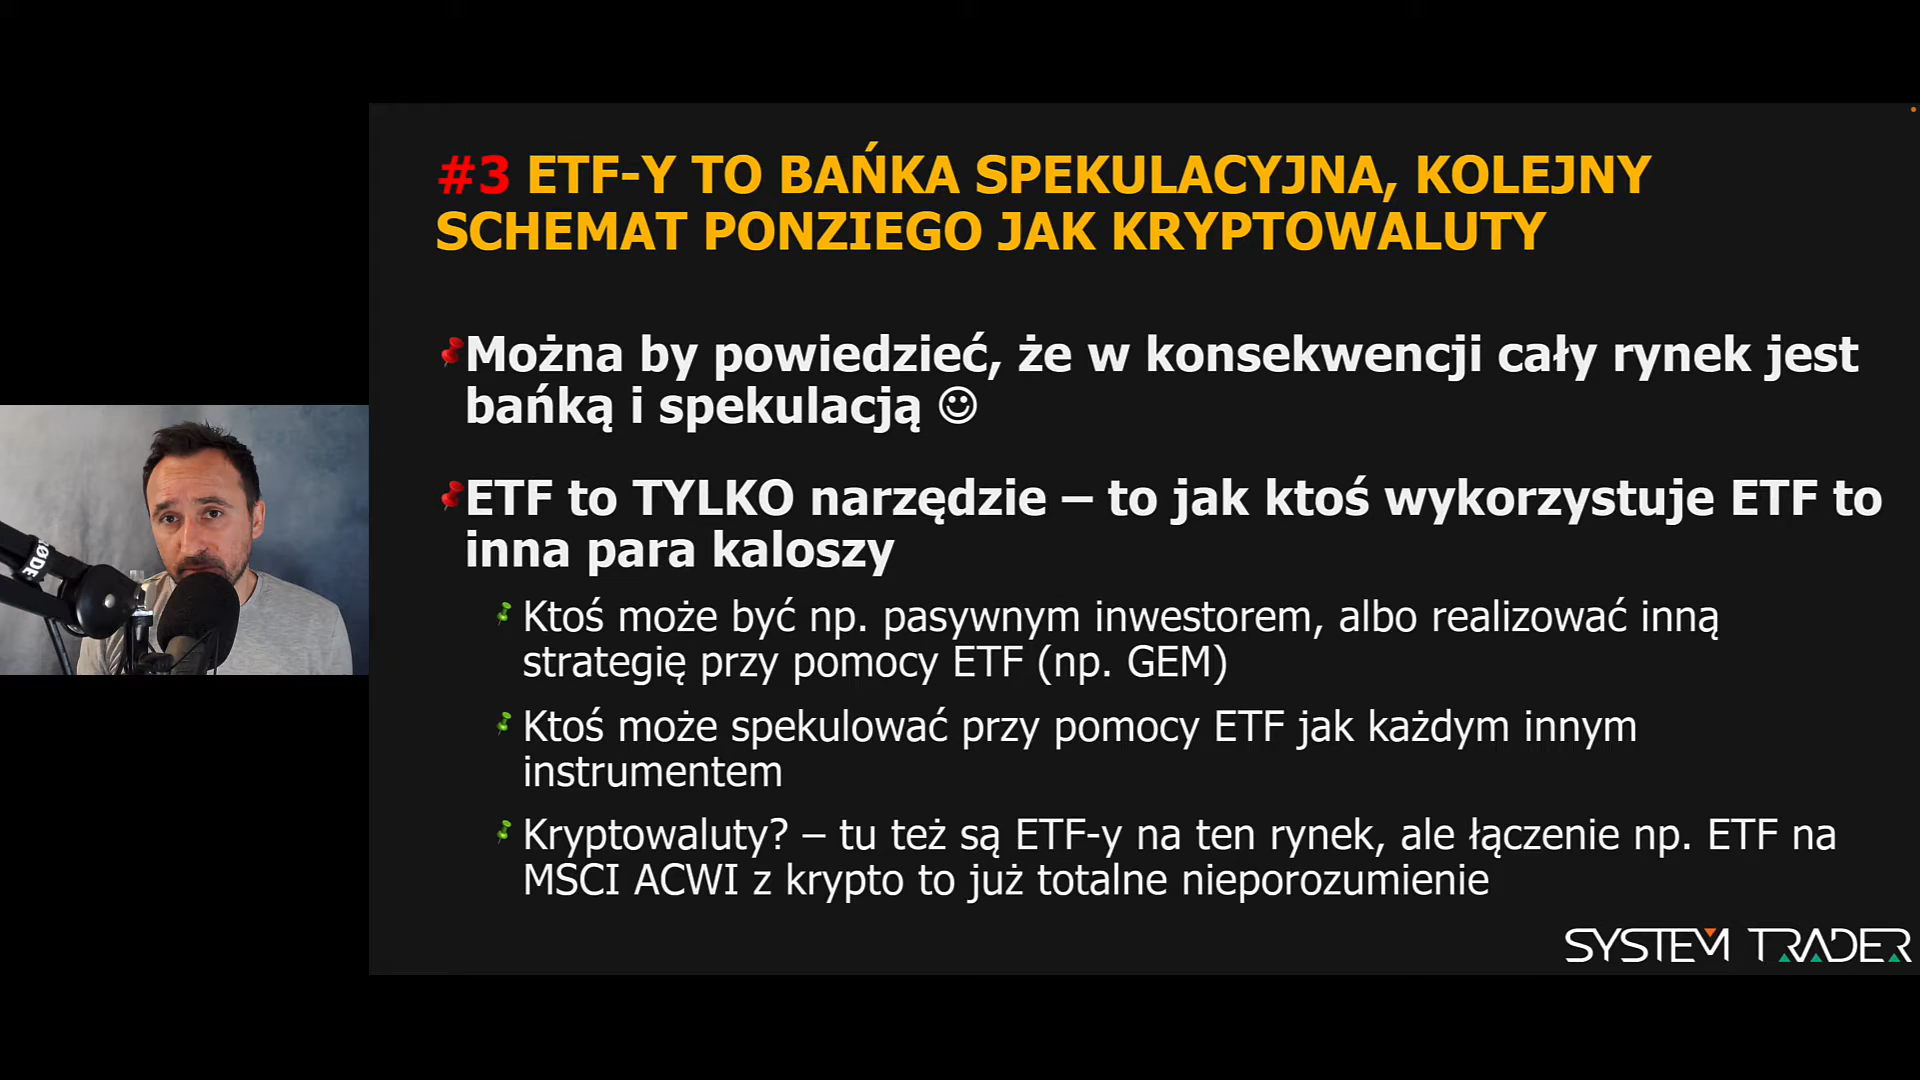 #3 ETF-Y TO BAŃKA SPEKULACYJNA, KOLEJNY
SCHEMAT PONZIEGO JAK KRYPTOWALUTY
Można by powiedzieć, że w konsekwencji cały rynek jest
bańką i spekulacją ☺
ETF to TYLKO narzędzie – to jak ktoś wykorzystuje ETF to
inna para kaloszy
Ktoś może być np. pasywnym inwestorem, albo realizować inną
strategię przy pomocy ETF (np. GEM)
Ktoś może spekulować przy pomocy ETF jak każdym innym
instrumentem
Kryptowaluty? – tu też są ETF-y na ten rynek, ale łączenie np. ETF na
MSCI ACWI z krypto to już totalne nieporozumienie
SYSTEM TRADER
RØDE